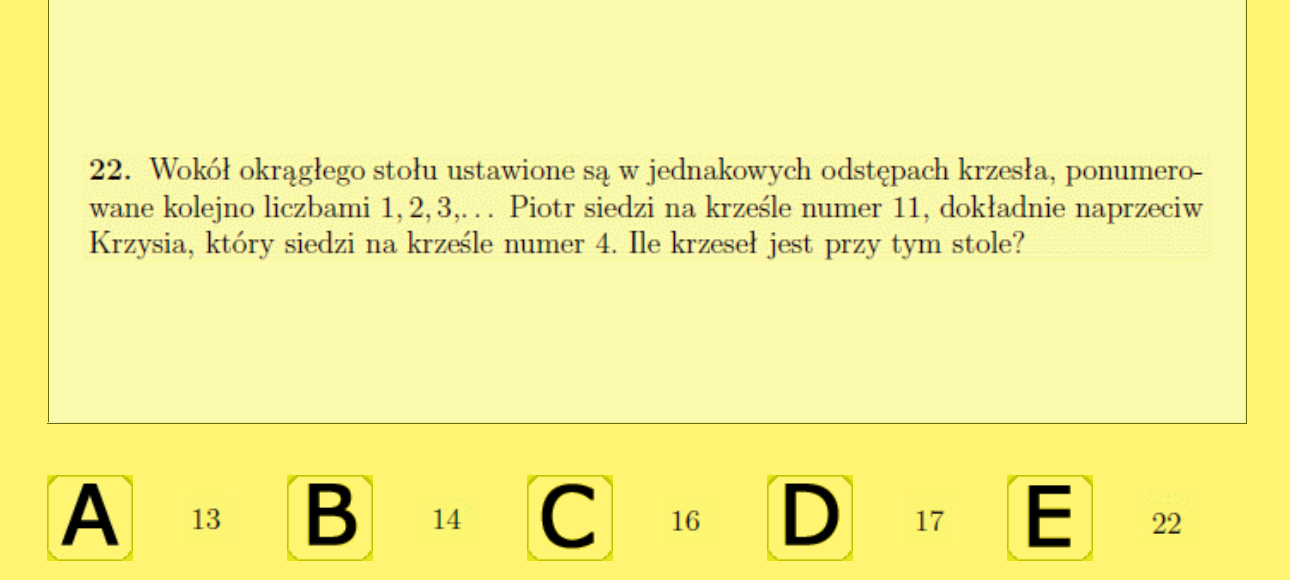 22. Wokół okrągłego stołu ustawione są w jednakowych odstępach krzesła, ponumero-
wane kolejno liczbami 1, 2, 3,... Piotr siedzi na krześle numer 11, dokładnie naprzeciw
Krzysia, który siedzi na krześle numer 4. Ile krzeseł jest przy tym stole?
A 13 B 14 C 16 D 17 E 22